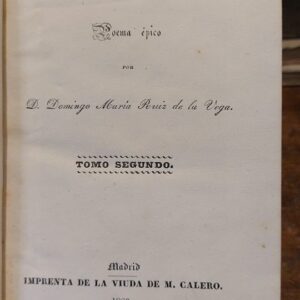 Poema épico
POR
D. Domingo María Ruiz de la Vega.
TOMO SEGUNDO.
Madrid
IMPRENTA DE LA VIUDA DE M. CALERO.